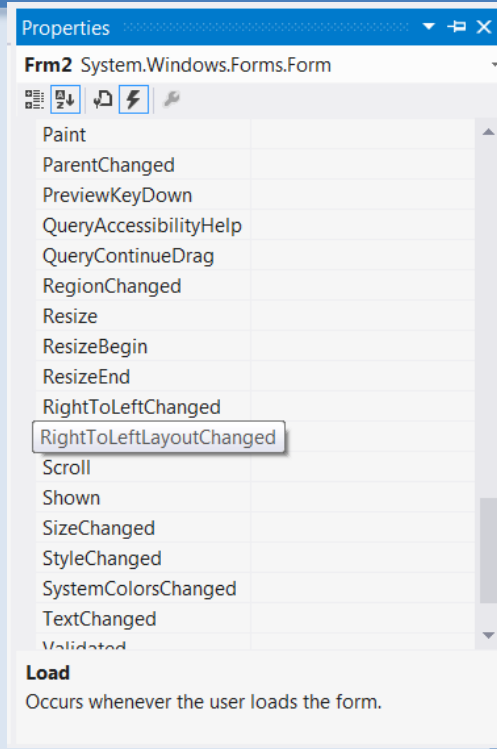 Properties
Frm2 System.Windows.Forms.Form
Paint
ParentChanged
PreviewKeyDown
QueryAccessibilityHelp
QueryContinueDrag
RegionChanged
Resize
ResizeBegin
ResizeEnd
RightToLeftChanged
RightToLeftLayoutChanged
Scroll
Shown
SizeChanged
StyleChanged
SystemColorsChanged
TextChanged
Validated
Load
Occurs whenever the user loads the form.